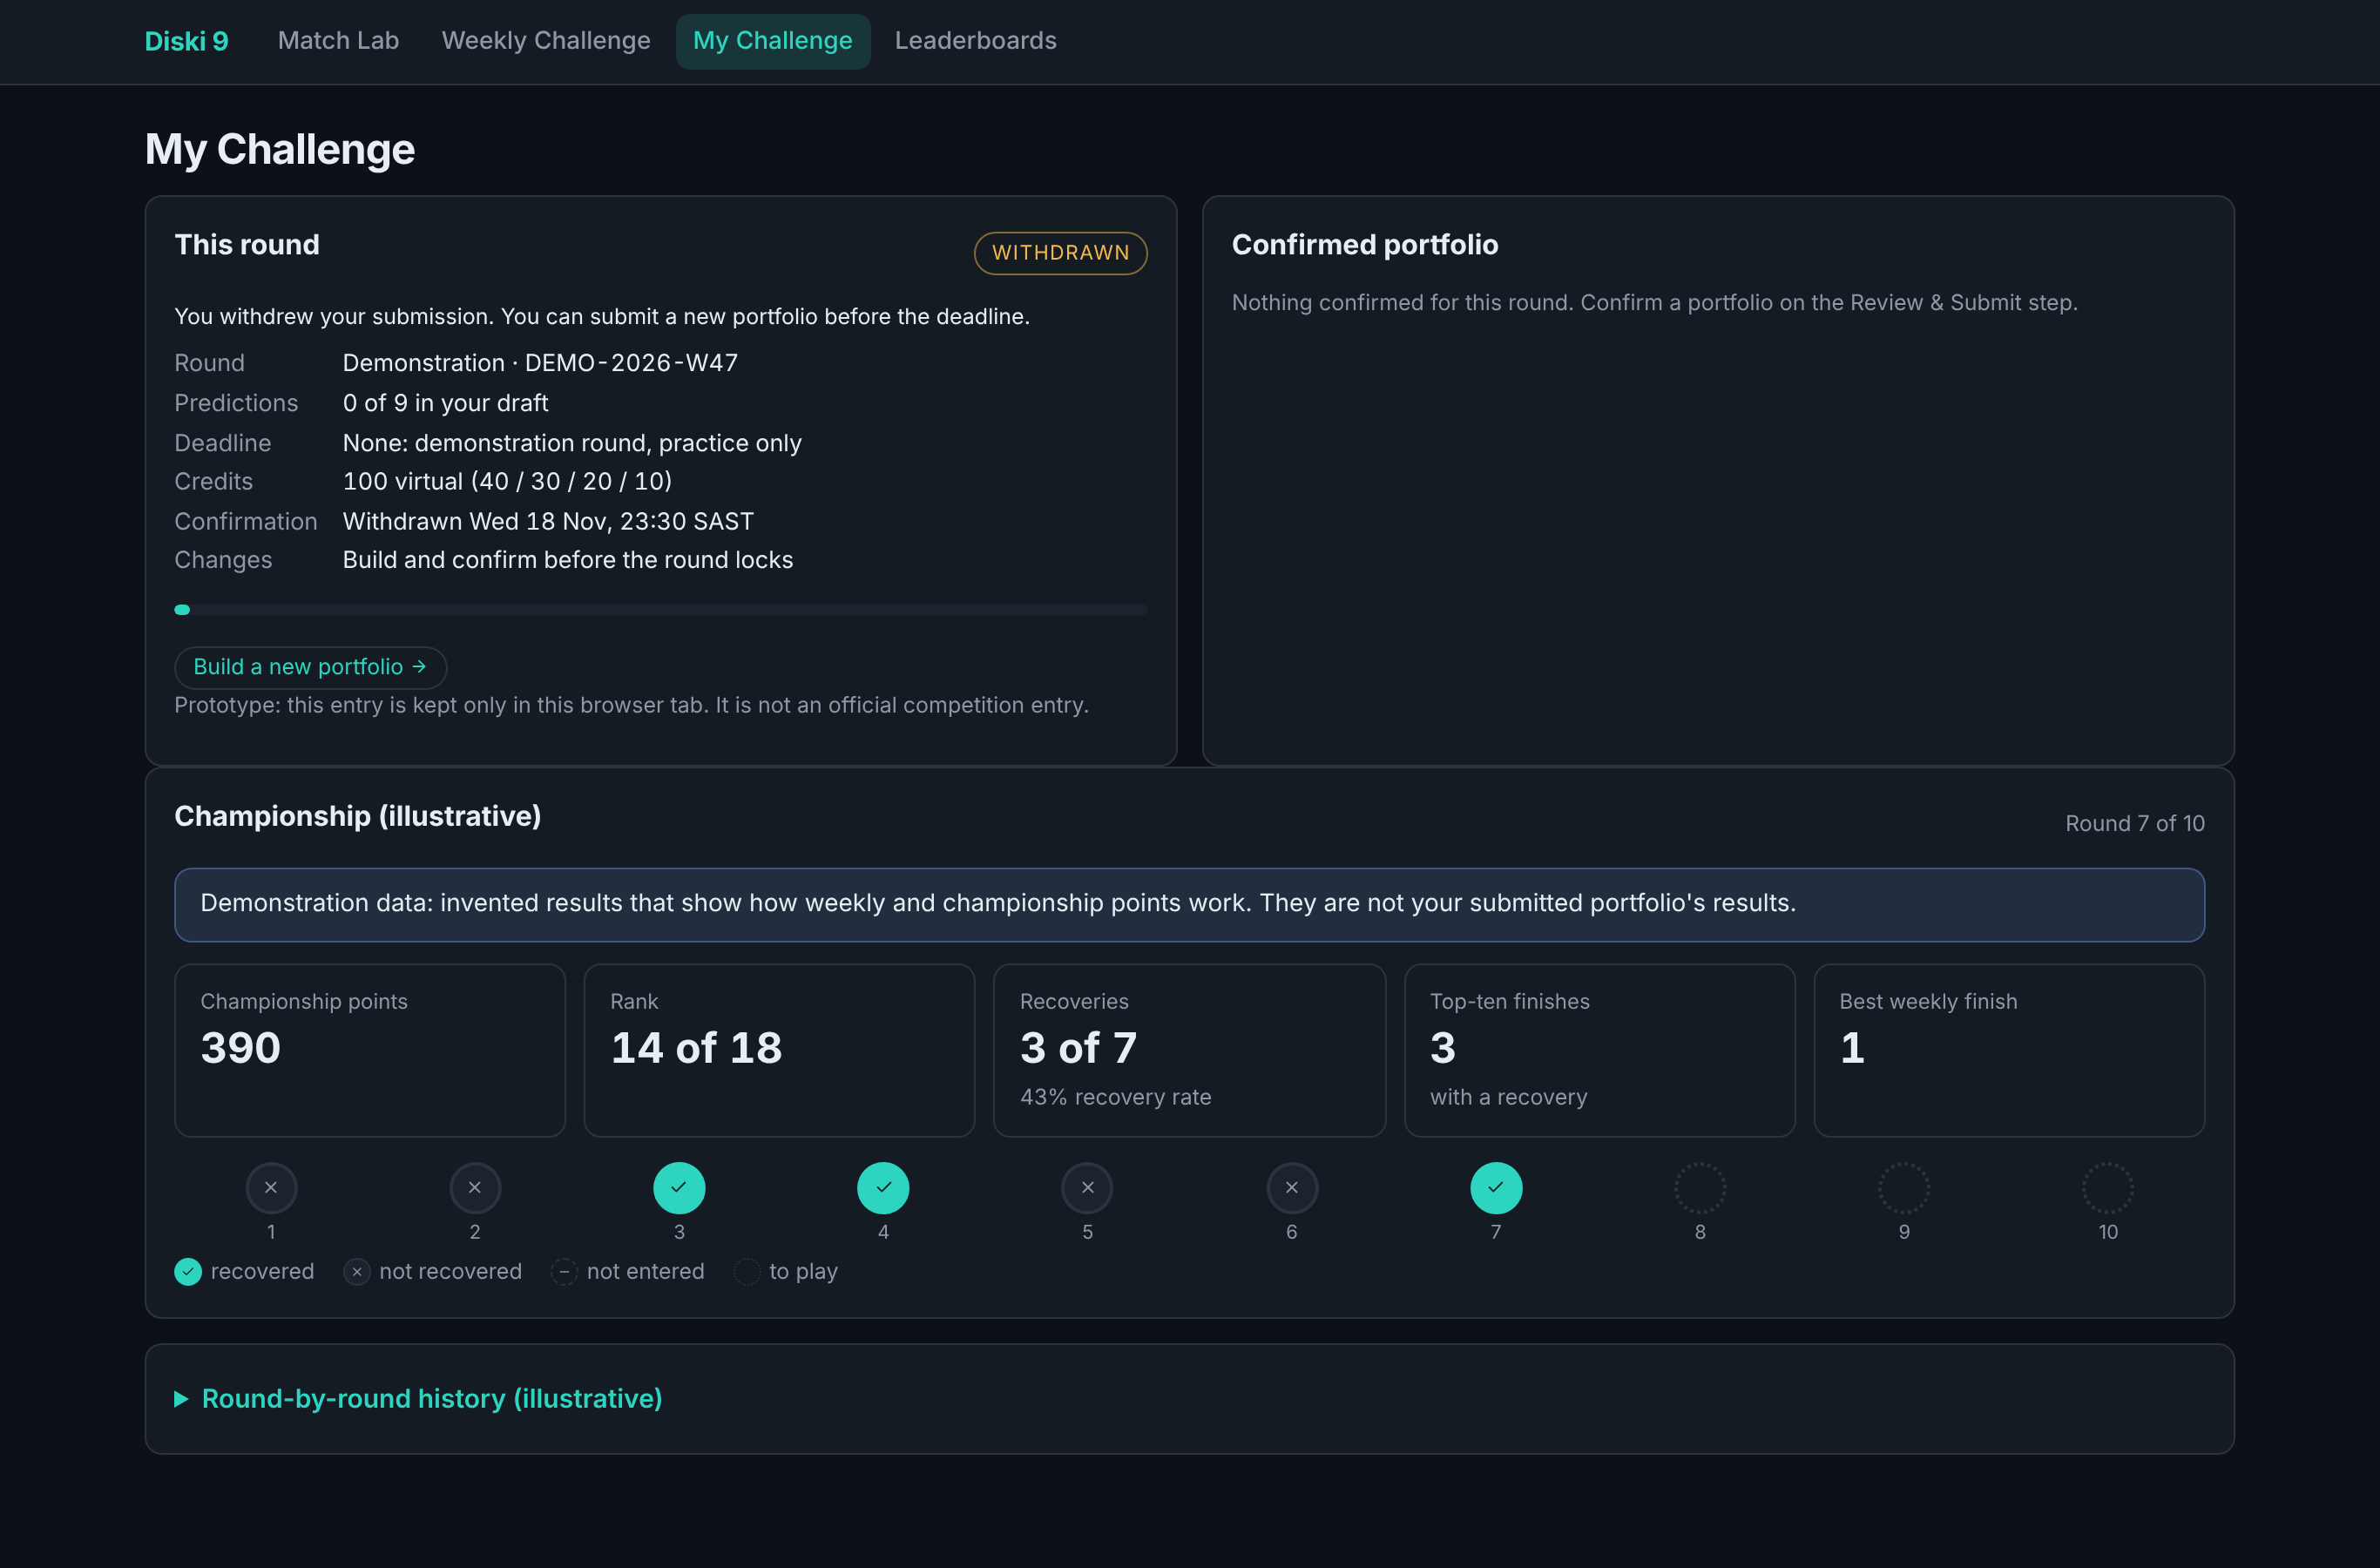 Diski 9 Match Lab Weekly Challenge My Challenge Leaderboards
My Challenge
This round
WITHDRAWN
You withdrew your submission. You can submit a new portfolio before the deadline.
Round Demonstration · DEMO-2026-W47
Predictions 0 of 9 in your draft
Deadline None: demonstration round, practice only
Credits 100 virtual (40 / 30 / 20 / 10)
Confirmation Withdrawn Wed 18 Nov, 23:30 SAST
Changes Build and confirm before the round locks
Build a new portfolio →
Prototype: this entry is kept only in this browser tab. It is not an official competition entry.
Confirmed portfolio
Nothing confirmed for this round. Confirm a portfolio on the Review & Submit step.
Championship (illustrative)
Round 7 of 10
Demonstration data: invented results that show how weekly and championship points work. They are not your submitted portfolio's results.
Championship points
390
Rank
14 of 18
Recoveries
3 of 7
43% recovery rate
Top-ten finishes
3
with a recovery
Best weekly finish
1
1 2 3 4 5 6 7 8 9 10
recovered not recovered not entered to play
Round-by-round history (illustrative)